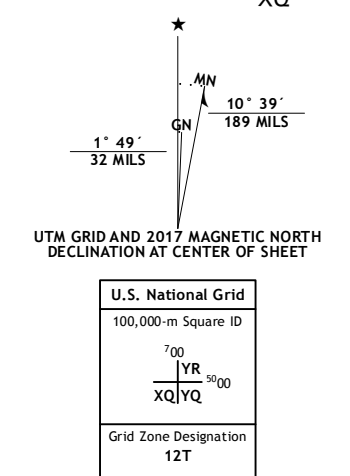 XQ
★
MN
GN
10° 39´
189 MILS
1° 49´
32 MILS
UTM GRID AND 2017 MAGNETIC NORTH
DECLINATION AT CENTER OF SHEET
U.S. National Grid
100,000-m Square ID
⁷00
YR
⁵⁰00
XQ YQ
Grid Zone Designation
12T